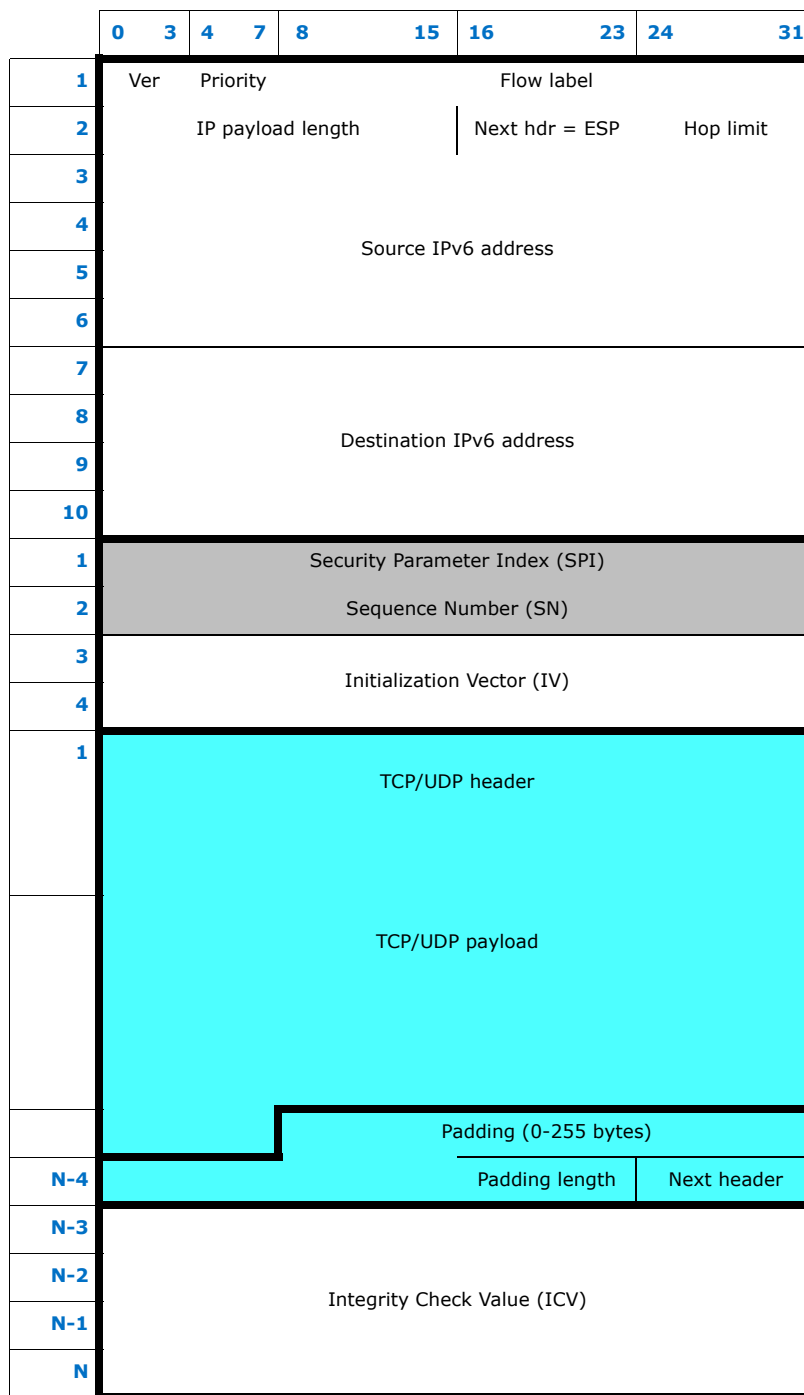 0 3 4 7 8 15 16 23 24 31
1 Ver Priority Flow label
2 IP payload length Next hdr = ESP Hop limit
3
4
Source IPv6 address
5
6
7
8
Destination IPv6 address
9
10
1 Security Parameter Index (SPI)
2 Sequence Number (SN)
3
Initialization Vector (IV)
4
1
TCP/UDP header
TCP/UDP payload
Padding (0-255 bytes)
N-4 Padding length Next header
N-3
N-2
Integrity Check Value (ICV)
N-1
N